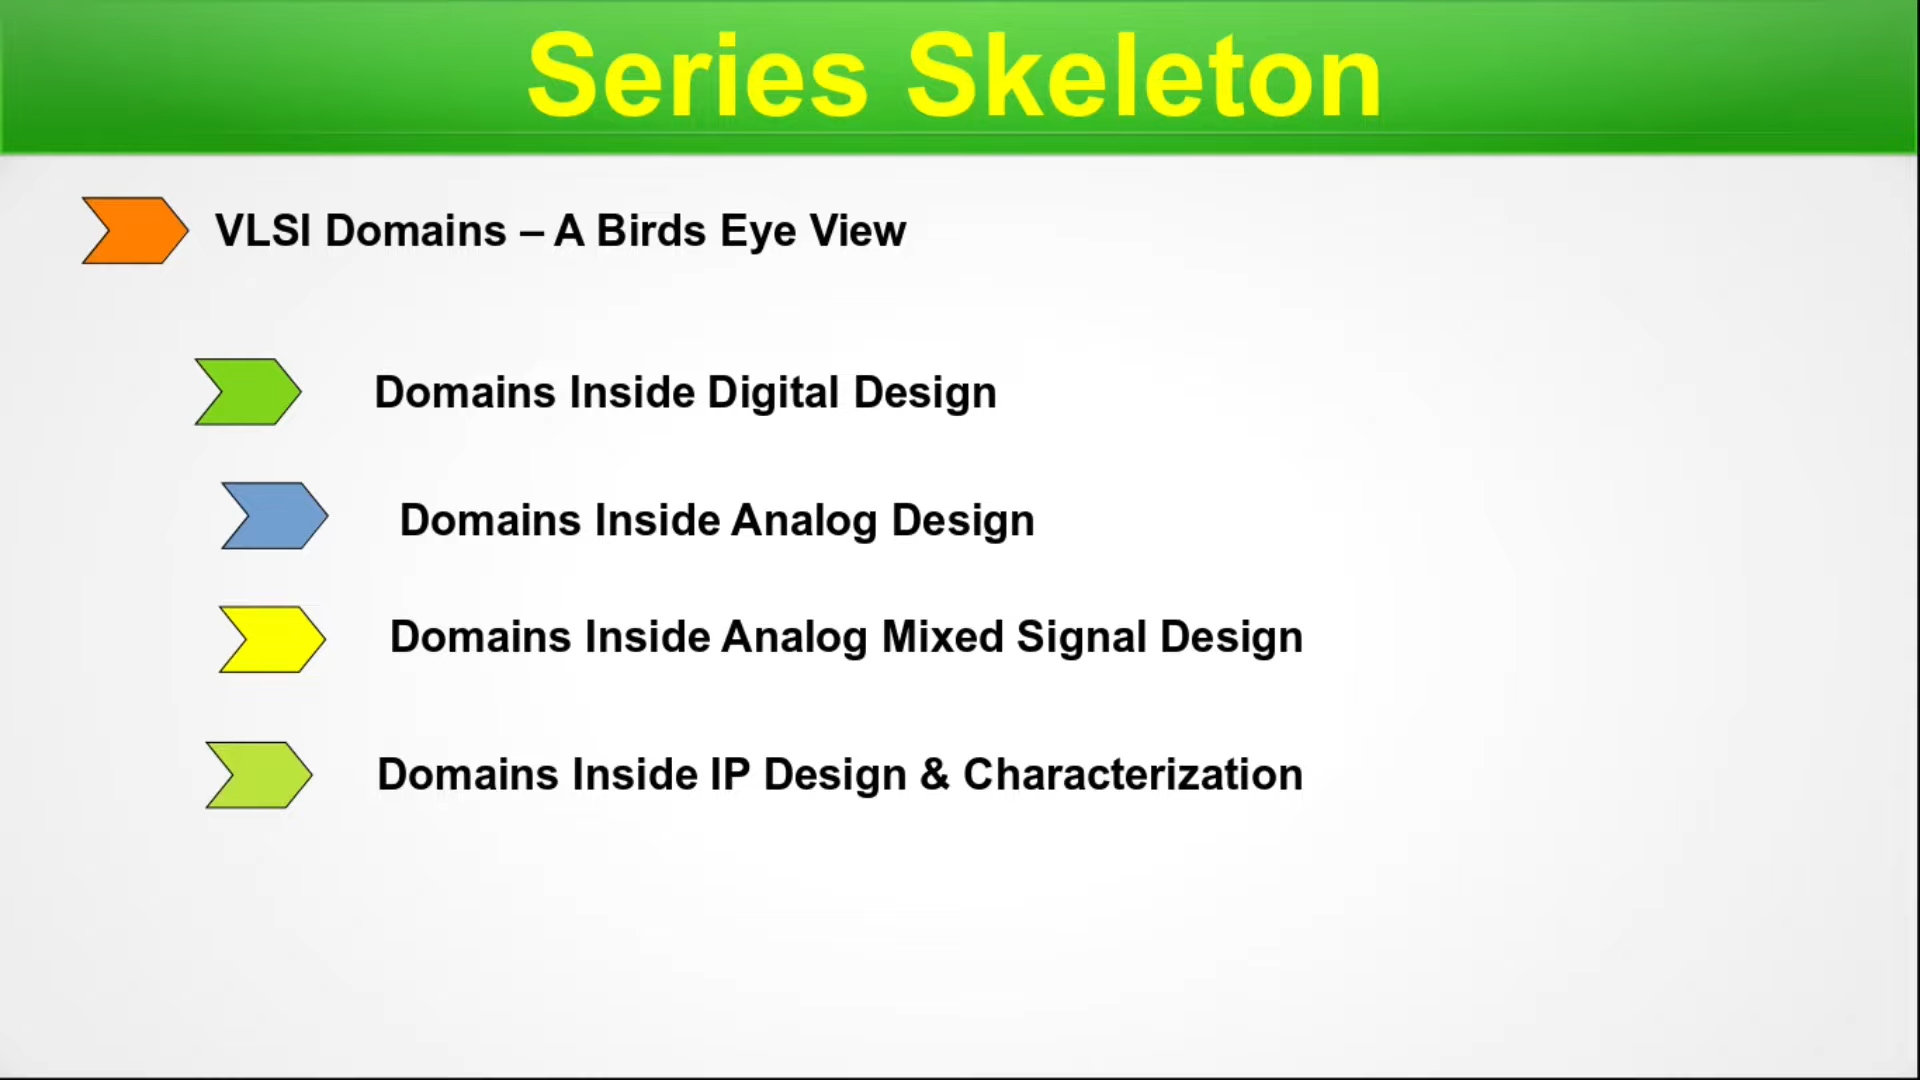 Series Skeleton
VLSI Domains – A Birds Eye View
Domains Inside Digital Design
Domains Inside Analog Design
Domains Inside Analog Mixed Signal Design
Domains Inside IP Design & Characterization